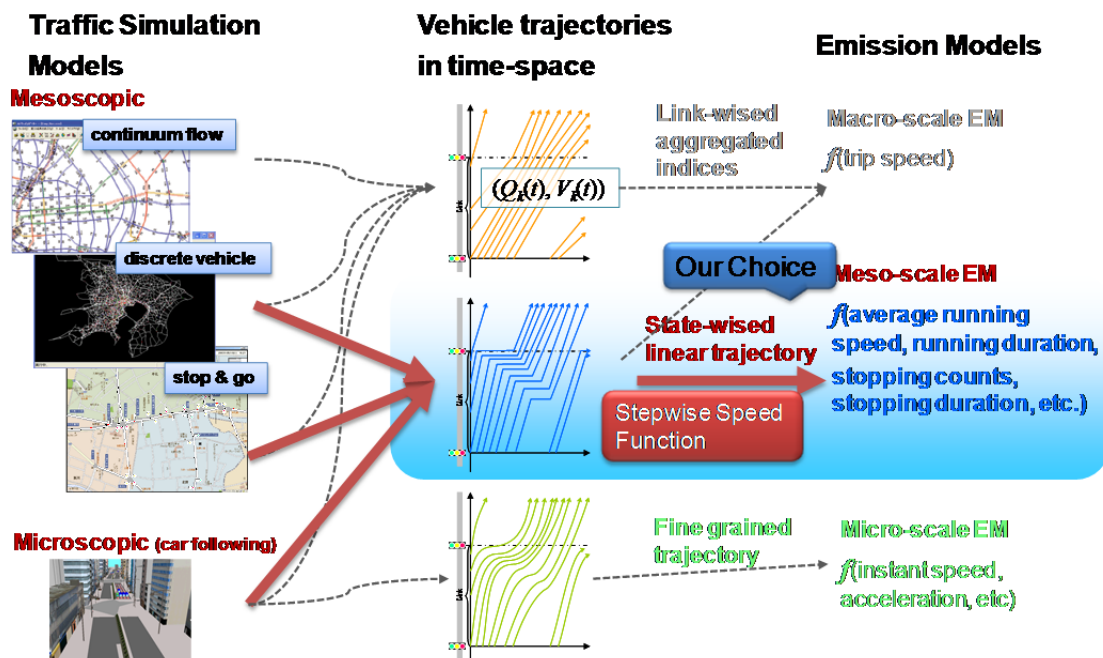 Traffic Simulation
Models
Vehicle trajectories
in time-space
Emission Models
Mesoscopic
continuum flow
discrete vehicle
stop & go
Microscopic (car following)
Link
(Qk(t), Vk(t))
Link
Link
Link-wised
aggregated
indices
Macro-scale EM
f(trip speed)
Our Choice
State-wised
linear trajectory
Stepwise Speed
Function
Meso-scale EM
f(average running
speed, running duration,
stopping counts,
stopping duration, etc.)
Fine grained
trajectory
Micro-scale EM
f(instant speed,
acceleration, etc)